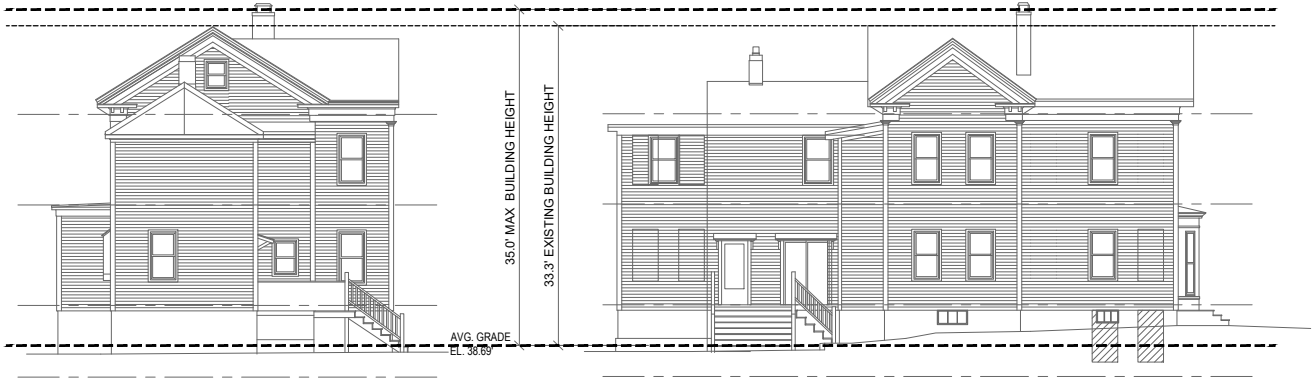 35.0' MAX BUILDING HEIGHT
33.3' EXISTING BUILDING HEIGHT
AVG. GRADE
EL. 38.69'